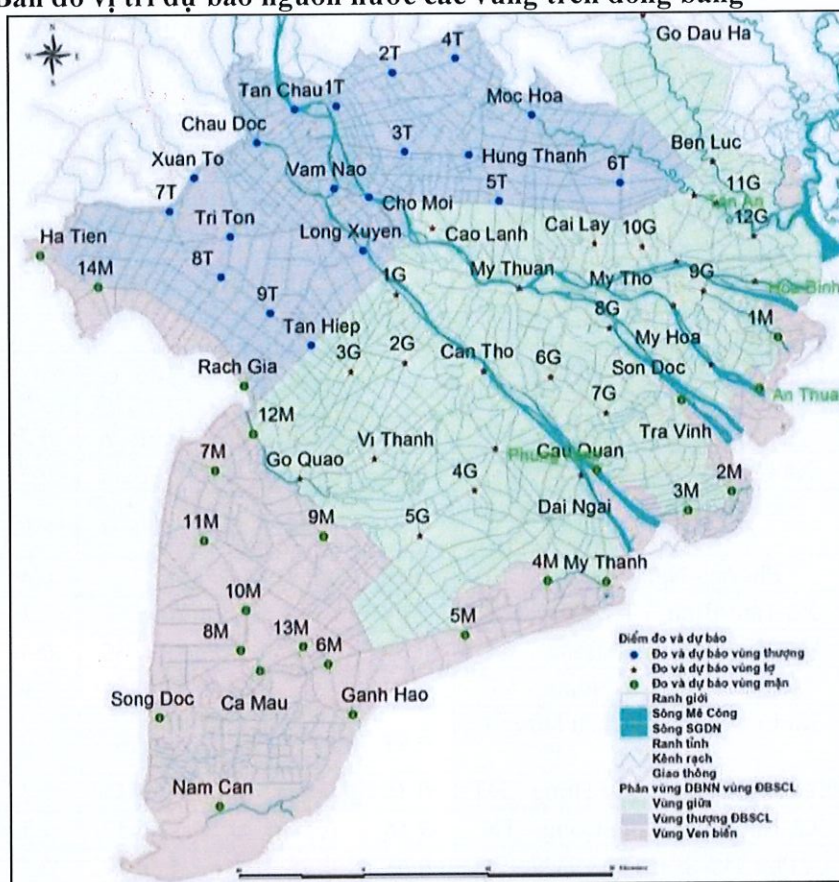 Bản đồ vị trí dự báo nguồn nước các vùng trên đồng bằng
N
Go Dau Ha
4T
2T
Tan Chau 1T
Moc Hoa
Chau Doc
3T
Ben Luc
Xuan To
Vam Nao
Hung Thanh
6T
11G
7T
Cho Moi
5T
Tan An
12G
Tri Ton
Ha Tien
Long Xuyen
Cao Lanh
Cai Lay
10G
8T
My Thuan
My Tho
9G
14M
1G
Hoa Binh
9T
8G
1M
Tan Hiep
My Hoa
3G
2G
Can Tho
6G
Son Doc
Rach Gia
7G
An Thua
12M
Vi Thanh
Tra Vinh
7M
Go Quao
Phung
Cau Quan
4G
2M
Dai Ngai
3M
11M
9M
5G
4M
My Thanh
10M
8M
13M
6M
5M
Song Doc
Ca Mau
Ganh Hao
Nam Can
Điểm đo và dự báo
Đo và dự báo vùng thượng
Đo và dự báo vùng lợ
Đo và dự báo vùng mặn
Ranh giới
Sông Mê Công
Sông SGDN
Ranh tỉnh
Kênh rạch
Giao thông
Phân vùng DBNN vùng ĐBSCL
Vùng giữa
Vùng thượng ĐBSCL
Vùng Ven biển